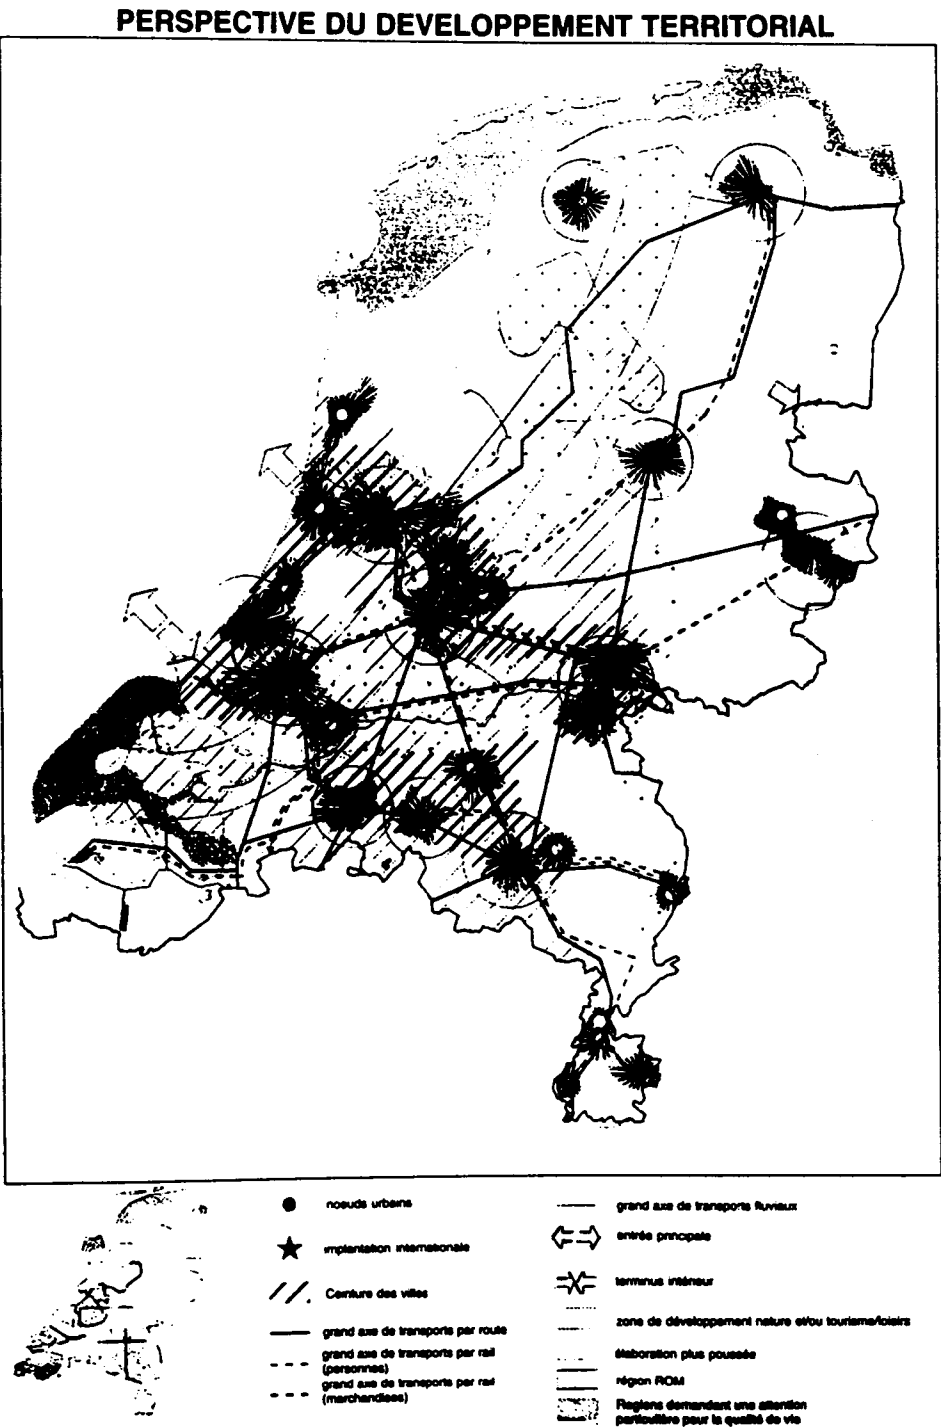 PERSPECTIVE DU DEVELOPPEMENT TERRITORIAL
noeuds urbains
implantation internationale
Ceinture des villes
grand axe de transports par route
grand axe de transports par rail
(personnes)
grand axe de transports par rail
(marchandises)
grand axe de transports fluviaux
entrée principale
terminus intérieur
zone de développement nature et/ou tourisme/loisirs
élaboration plus poussée
région ROM
Regions demandant une attention
particulière pour la qualité de vie